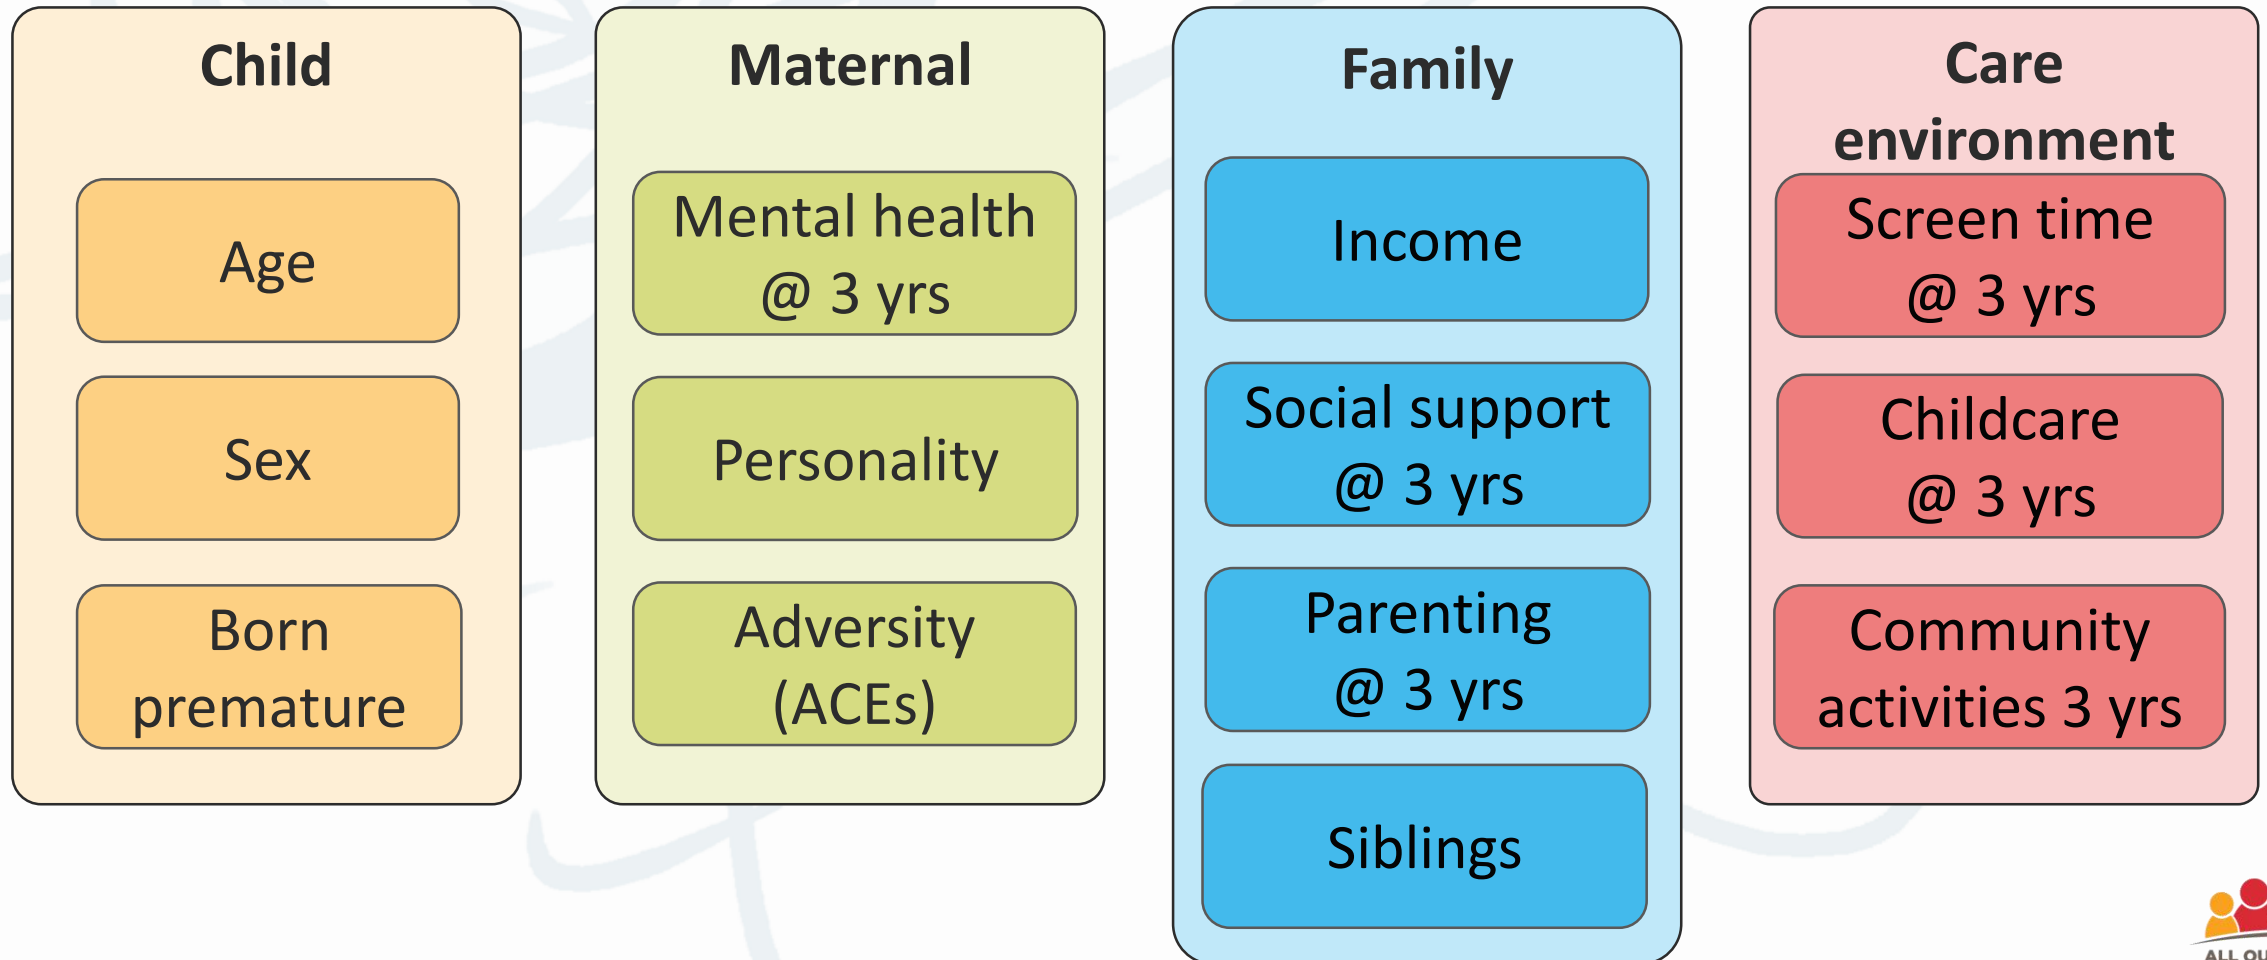 Child
Age
Sex
Born
premature
Maternal
Mental health
@ 3 yrs
Personality
Adversity
(ACEs)
Family
Income
Social support
@ 3 yrs
Parenting
@ 3 yrs
Siblings
Care
environment
Screen time
@ 3 yrs
Childcare
@ 3 yrs
Community
activities 3 yrs